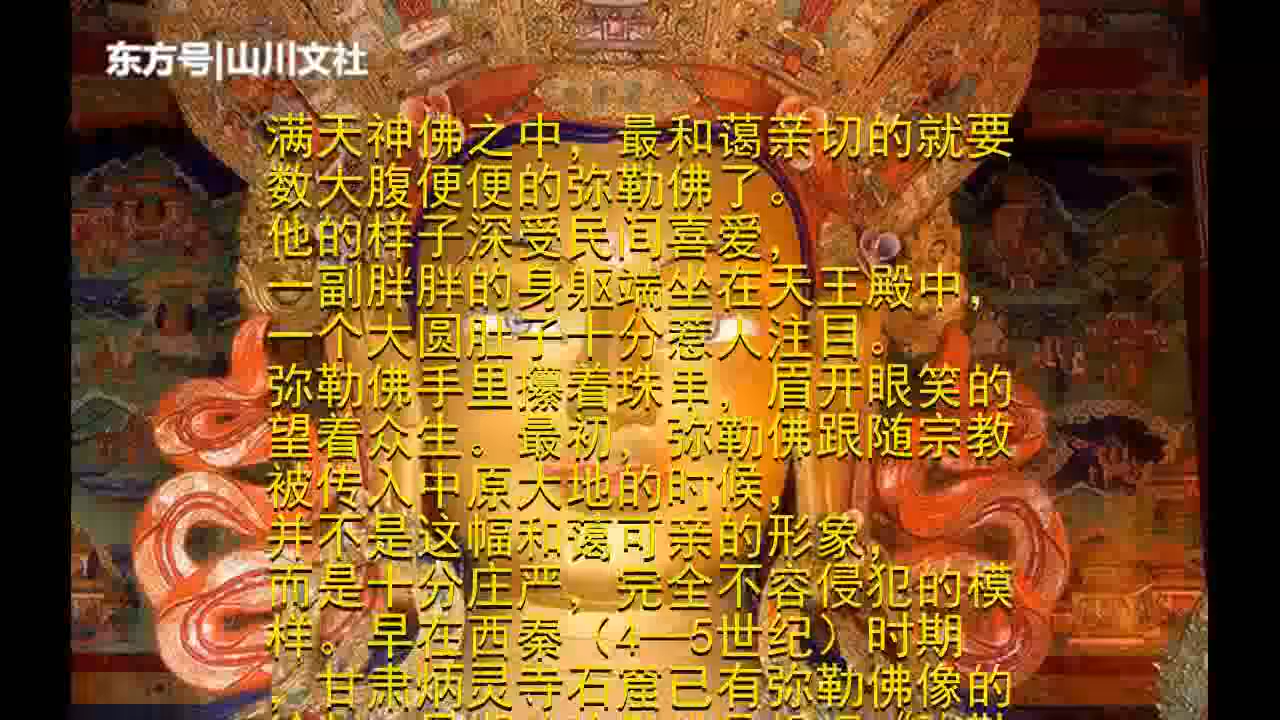 东方号|山川文社
满天神佛之中，最和蔼亲切的就要
数大腹便便的弥勒佛了。
他的样子深受民间喜爱，
一副胖胖的身躯端坐在天王殿中，
一个大圆肚子十分惹人注目。
弥勒佛手里攥着珠串，眉开眼笑的
望着众生。最初，弥勒佛跟随宗教
被传入中原大地的时候，
并不是这幅和蔼可亲的形象，
而是十分庄严，完全不容侵犯的模
样。早在西秦（4—5世纪）时期
，甘肃炳灵寺石窟已有弥勒佛像的